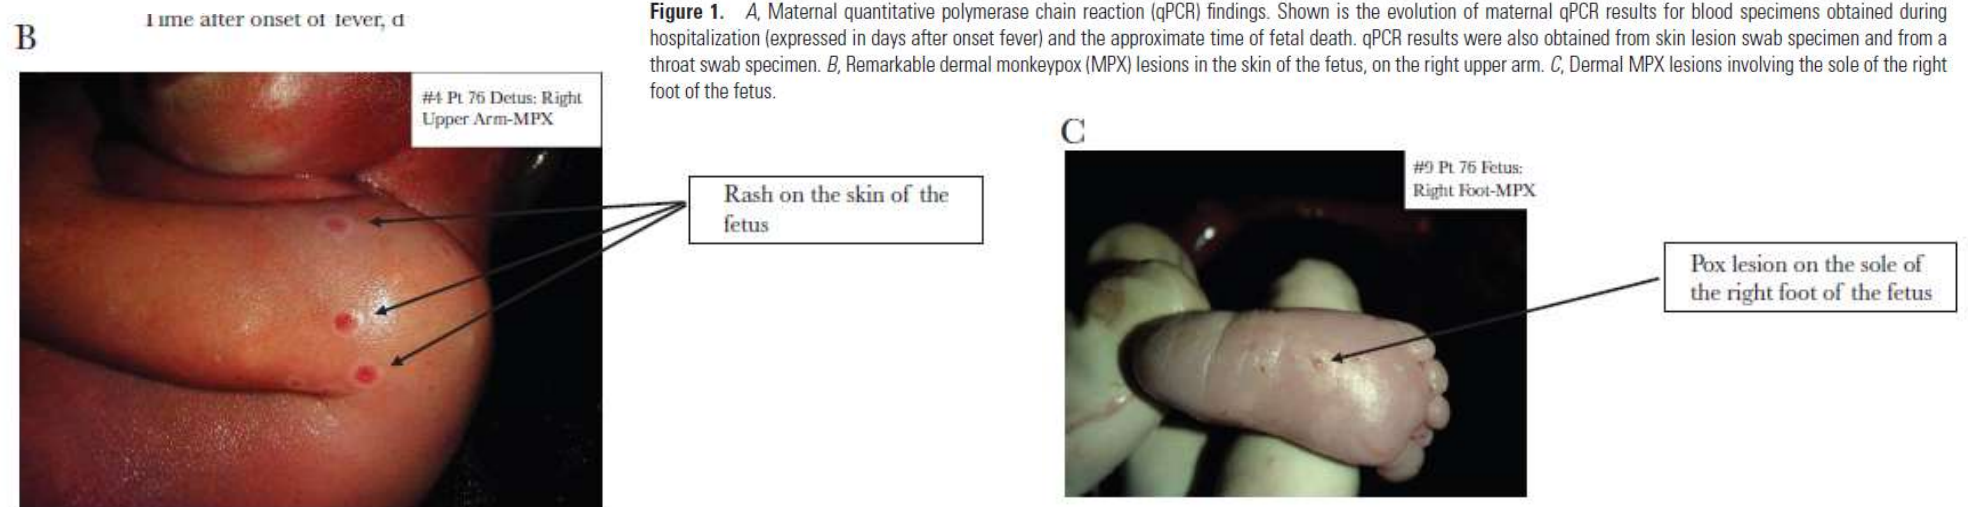 Time after onset of fever, d
B
Figure 1. A, Maternal quantitative polymerase chain reaction (qPCR) findings. Shown is the evolution of maternal qPCR results for blood specimens obtained during
hospitalization (expressed in days after onset fever) and the approximate time of fetal death. qPCR results were also obtained from skin lesion swab specimen and from a
throat swab specimen. B, Remarkable dermal monkeypox (MPX) lesions in the skin of the fetus, on the right upper arm. C, Dermal MPX lesions involving the sole of the right
foot of the fetus.
#4 Pt 76 Detus: Right
Upper Arm-MPX
Rash on the skin of the
fetus
C
#9 Pt 76 Fetus:
Right Foot-MPX
Pox lesion on the sole of
the right foot of the fetus